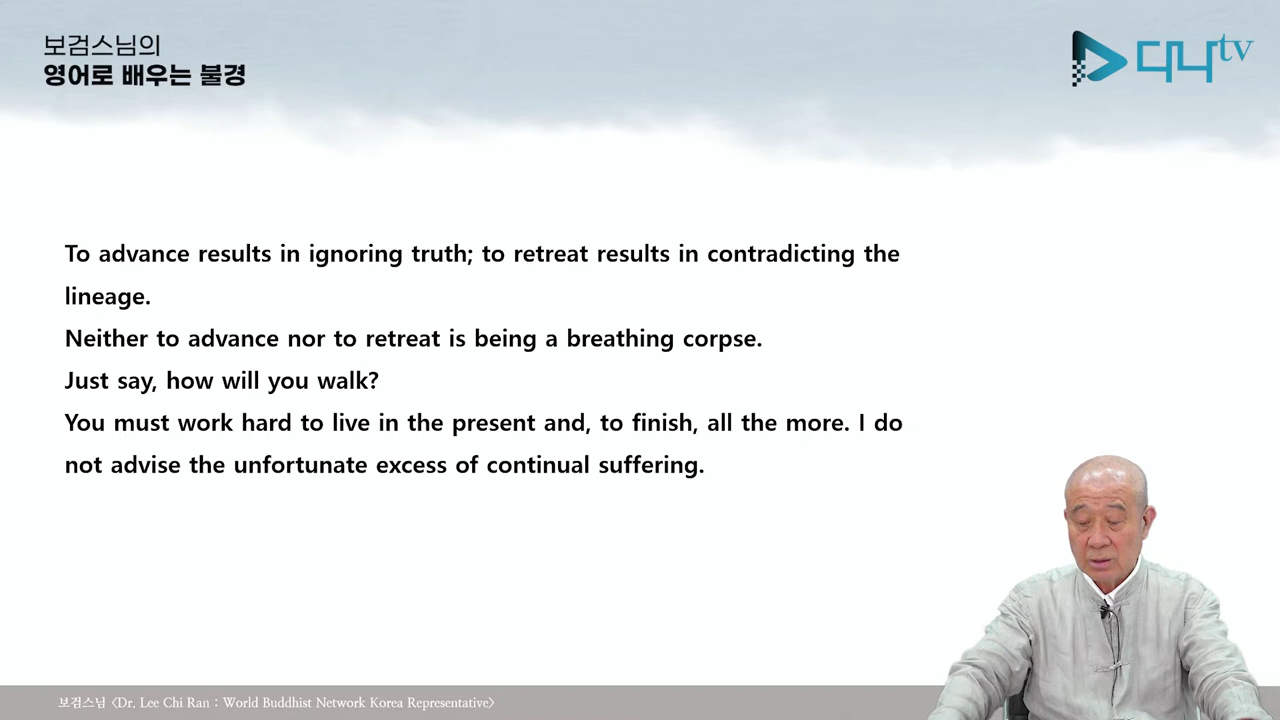 보검스님의
영어로 배우는 불경
다나tv
To advance results in ignoring truth; to retreat results in contradicting the
lineage.
Neither to advance nor to retreat is being a breathing corpse.
Just say, how will you walk?
You must work hard to live in the present and, to finish, all the more. I do
not advise the unfortunate excess of continual suffering.
보검스님 <Dr. Lee Chi Ran : World Buddhist Network Korea Representative>